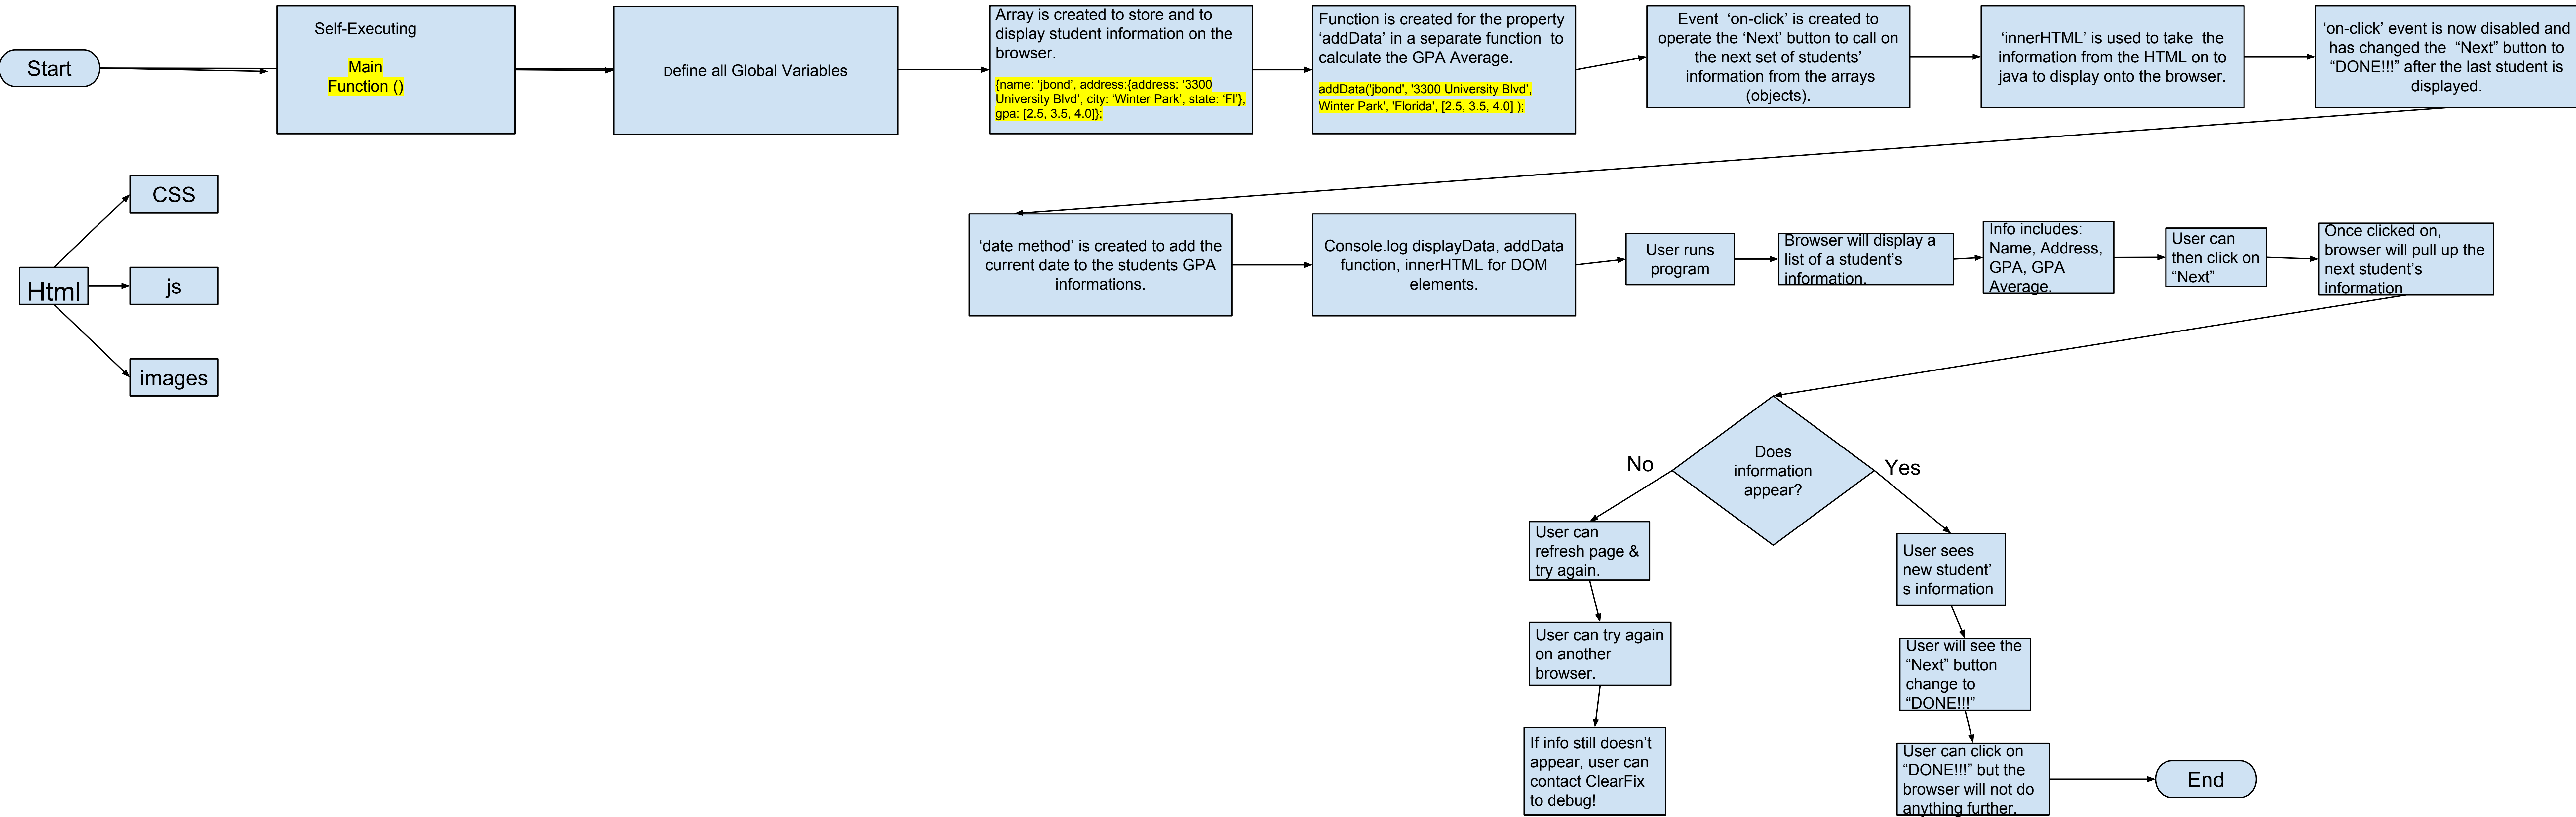 Start
Self-Executing
Main
Function ()
Define all Global Variables
Array is created to store and to
display student information on the
browser.
{name: ‘jbond’, address:{address: ‘3300
University Blvd’, city: ‘Winter Park’, state: ‘Fl’},
gpa: [2.5, 3.5, 4.0]};
Function is created for the property
‘addData’ in a separate function to
calculate the GPA Average.
addData('jbond', '3300 University Blvd',
Winter Park', 'Florida', [2.5, 3.5, 4.0] );
Event ‘on-click’ is created to
operate the ‘Next’ button to call on
the next set of students’
information from the arrays
(objects).
‘innerHTML’ is used to take the
information from the HTML on to
java to display onto the browser.
‘on-click’ event is now disabled and
has changed the “Next” button to
“DONE!!!” after the last student is
displayed.
CSS
Html
js
images
‘date method’ is created to add the
current date to the students GPA
informations.
Console.log displayData, addData
function, innerHTML for DOM
elements.
User runs
program
Browser will display a
list of a student’s
information.
Info includes:
Name, Address,
GPA, GPA
Average.
User can
then click on
“Next”
Once clicked on,
browser will pull up the
next student’s
information
Does
information
appear?
No
Yes
User can
refresh page &
try again.
User can try again
on another
browser.
If info still doesn’t
appear, user can
contact ClearFix
to debug!
User sees
new student’
s information
User will see the
“Next” button
change to
“DONE!!!”
User can click on
“DONE!!!” but the
browser will not do
anything further.
End